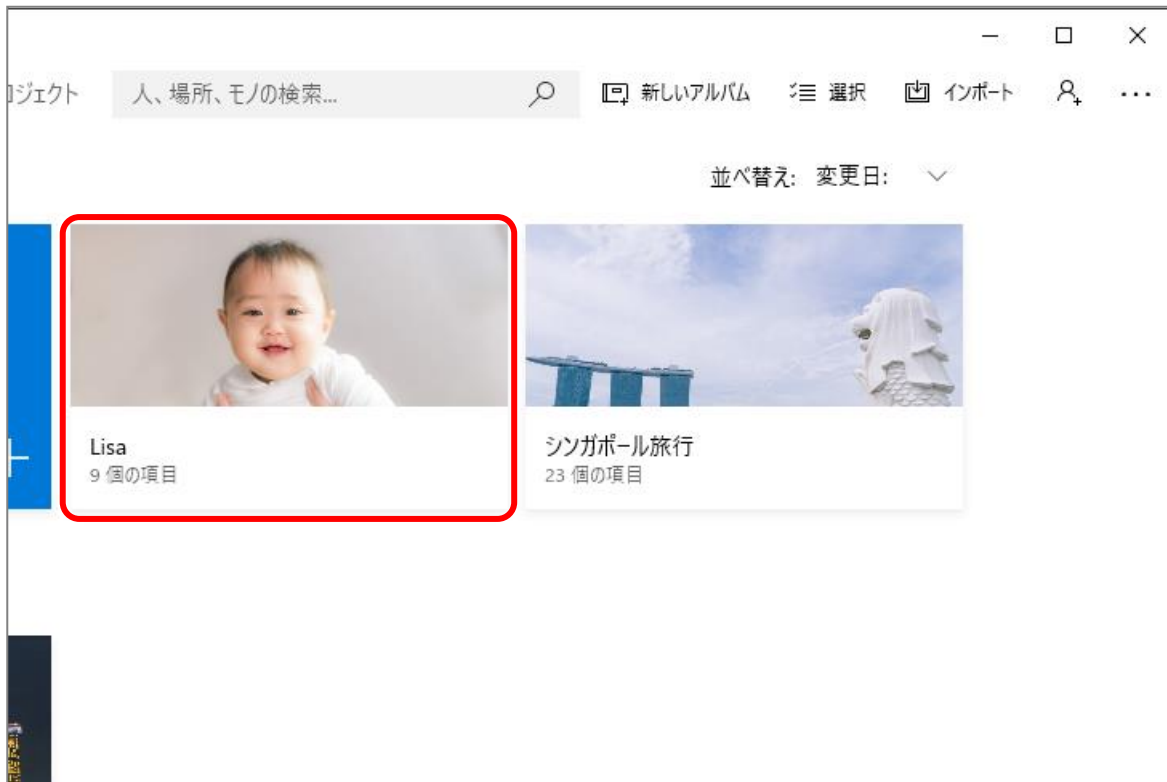 ロジェクト 人、場所、モノの検索... 新しいアルバム 選択 インポート
並べ替え: 変更日:
Lisa
9 個の項目
シンガポール旅行
23 個の項目